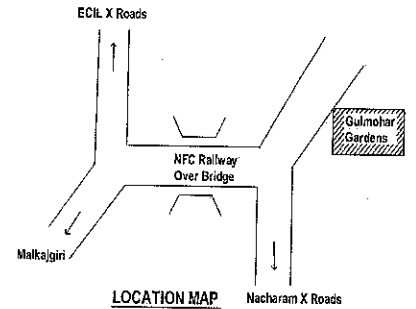 ECIL X Roads
Gulmohar
Gardens
NFC Railway
Over Bridge
Malkajgiri
LOCATION MAP
Nacharam X Roads